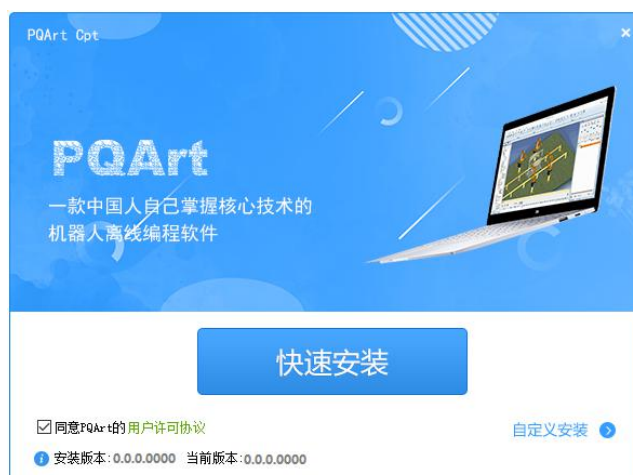 PQArt Cpt
PQArt
一款中国人自己掌握核心技术的
机器人离线编程软件
快速安装
同意PQArt的用户许可协议
自定义安装
安装版本:0.0.0.0000 当前版本:0.0.0.0000